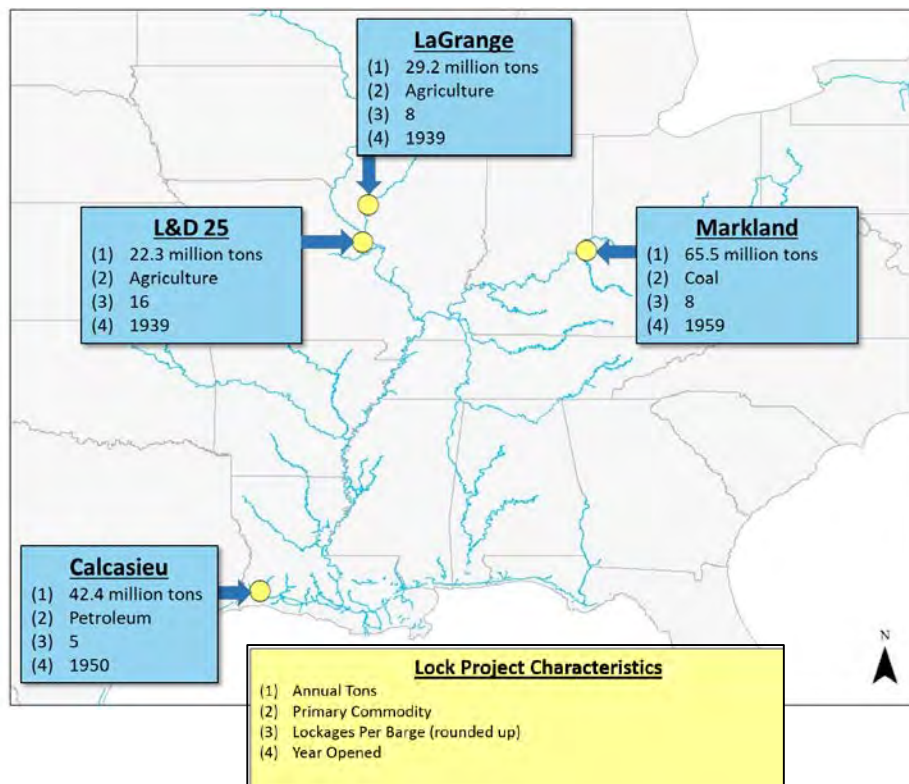 LaGrange
(1) 29.2 million tons
(2) Agriculture
(3) 8
(4) 1939
L&D 25
(1) 22.3 million tons
(2) Agriculture
(3) 16
(4) 1939
Markland
(1) 65.5 million tons
(2) Coal
(3) 8
(4) 1959
Calcasieu
(1) 42.4 million tons
(2) Petroleum
(3) 5
(4) 1950
N
Lock Project Characteristics
(1) Annual Tons
(2) Primary Commodity
(3) Lockages Per Barge (rounded up)
(4) Year Opened